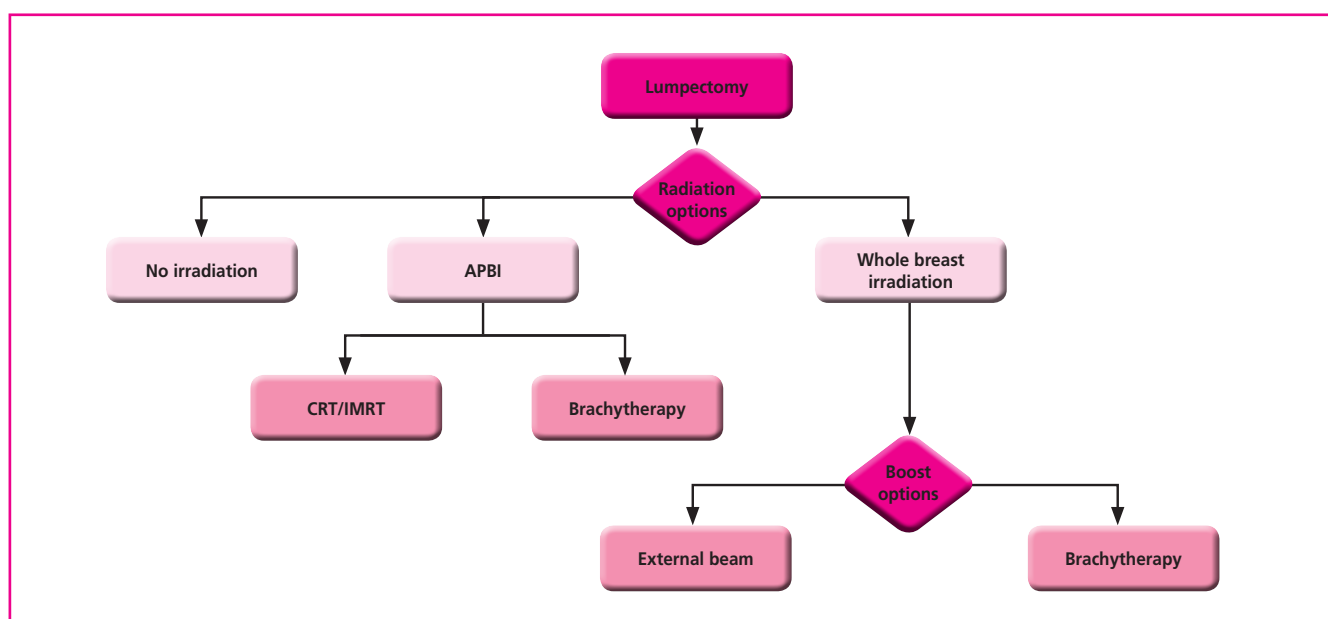 Lumpectomy
Radiation
options
No irradiation
APBI
Whole breast
irradiation
CRT/IMRT
Brachytherapy
Boost
options
External beam
Brachytherapy